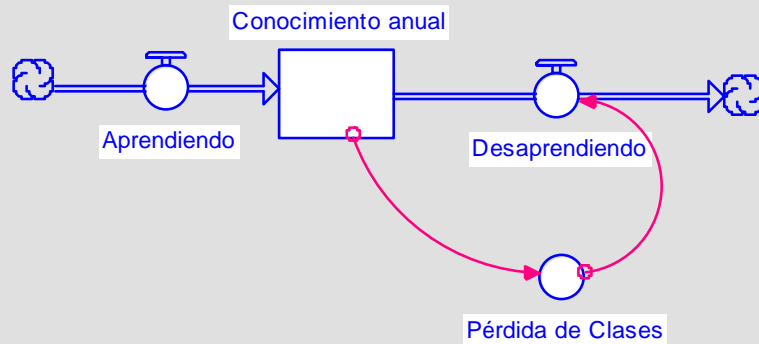 Conocimiento anual
Aprendiendo
Desaprendiendo
Pérdida de Clases